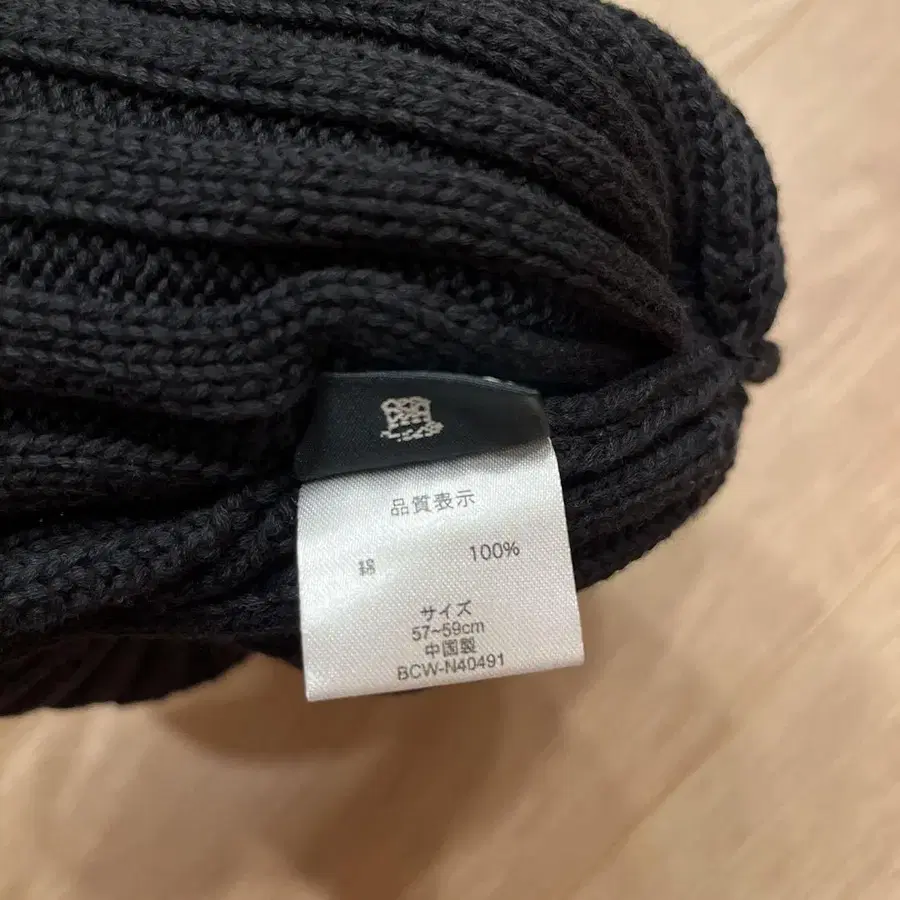 品質表示
綿 100%
サイズ
57~59cm
中国製
BCW-N40491